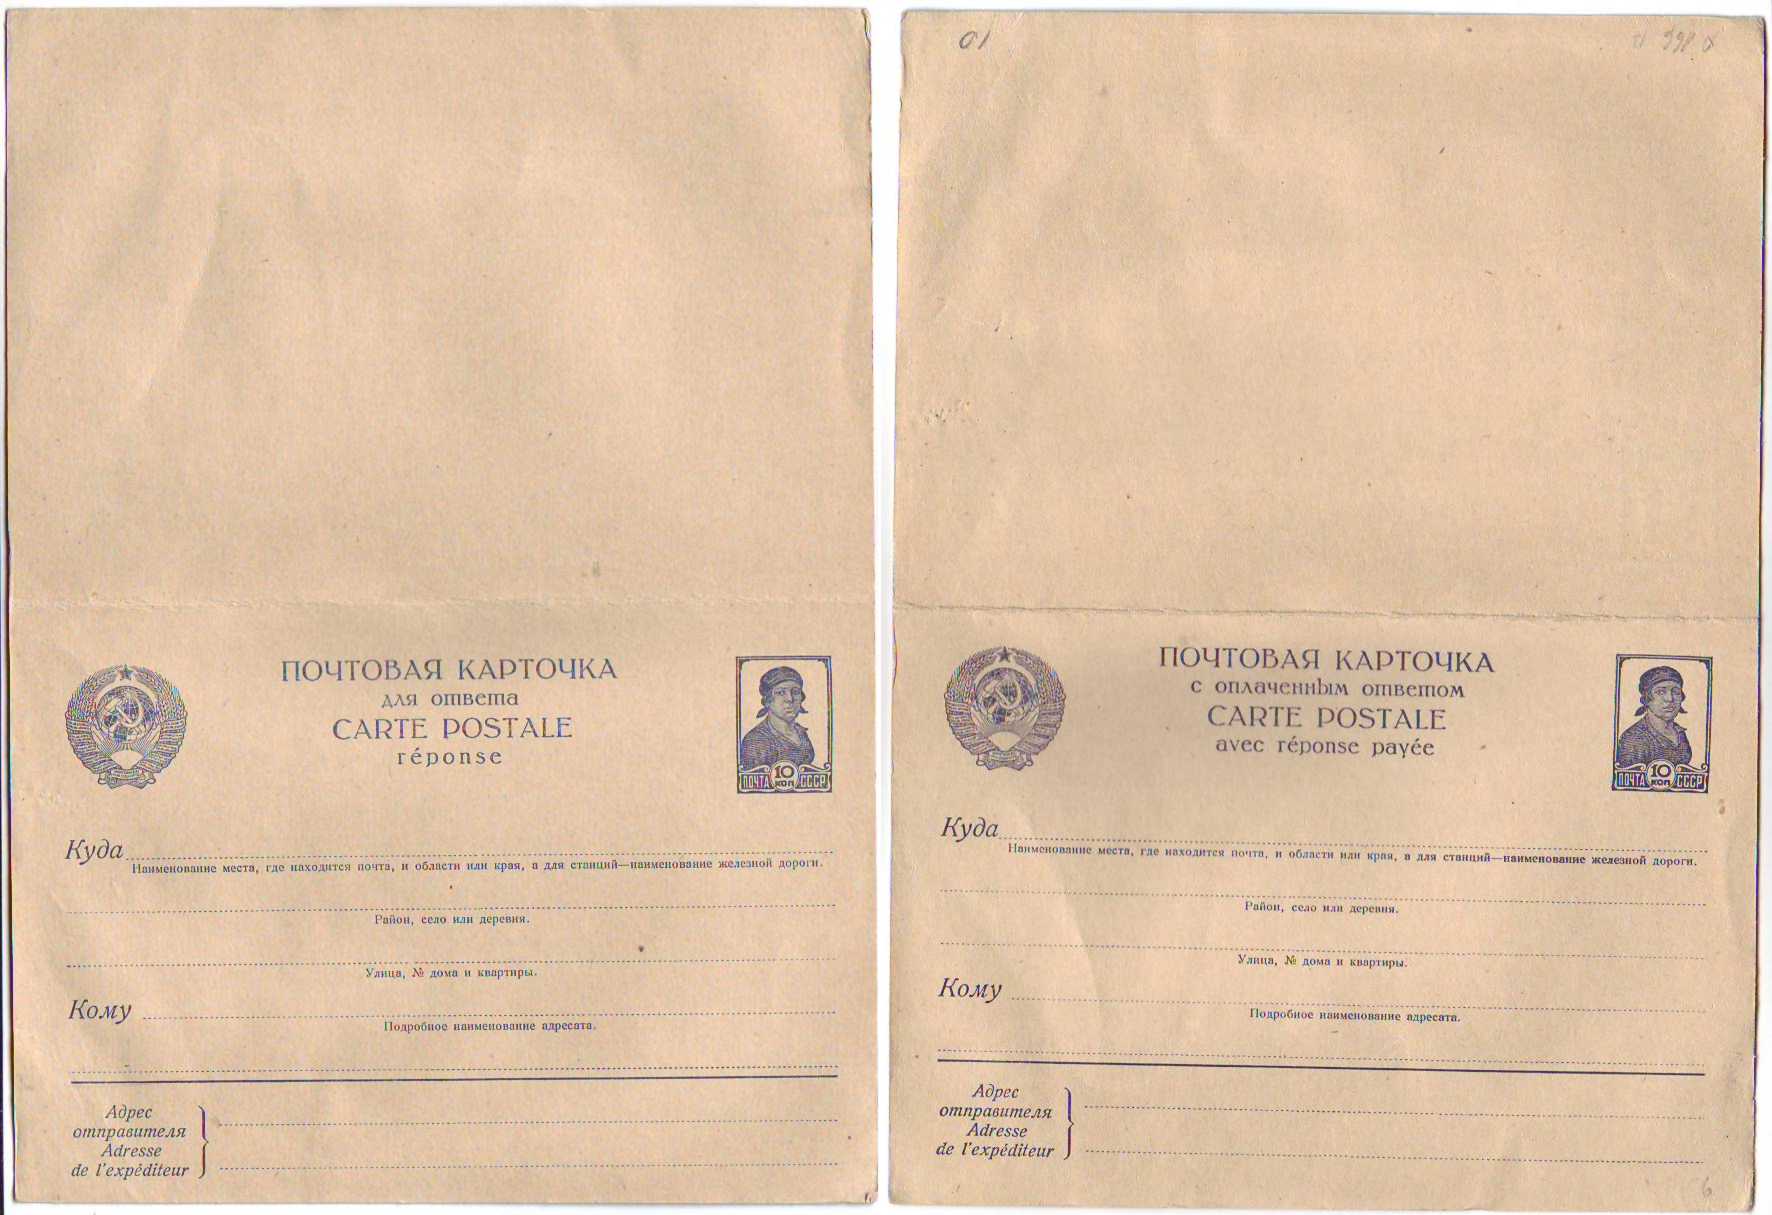 ПОЧТОВАЯ КАРТОЧКА
для ответа
CARTE POSTALE
réponse
ПОЧТА 10 КОП. СССР
Куда
Наименование места, где находится почта, и области или края, а для станций—наименование железной дороги.
Район, село или деревня.
Улица, № дома и квартиры.
Кому
Подробное наименование адресата.
Адрес
отправителя
Adresse
de l'expéditeur
01
ПОЧТОВАЯ КАРТОЧКА
с оплаченным ответом
CARTE POSTALE
avec réponse payée
ПОЧТА 10 КОП. СССР
Куда
Наименование места, где находится почта, и области или края, а для станций—наименование железной дороги.
Район, село или деревня.
Улица, № дома и квартиры.
Кому
Подробное наименование адресата.
Адрес
отправителя
Adresse
de l'expéditeur
6